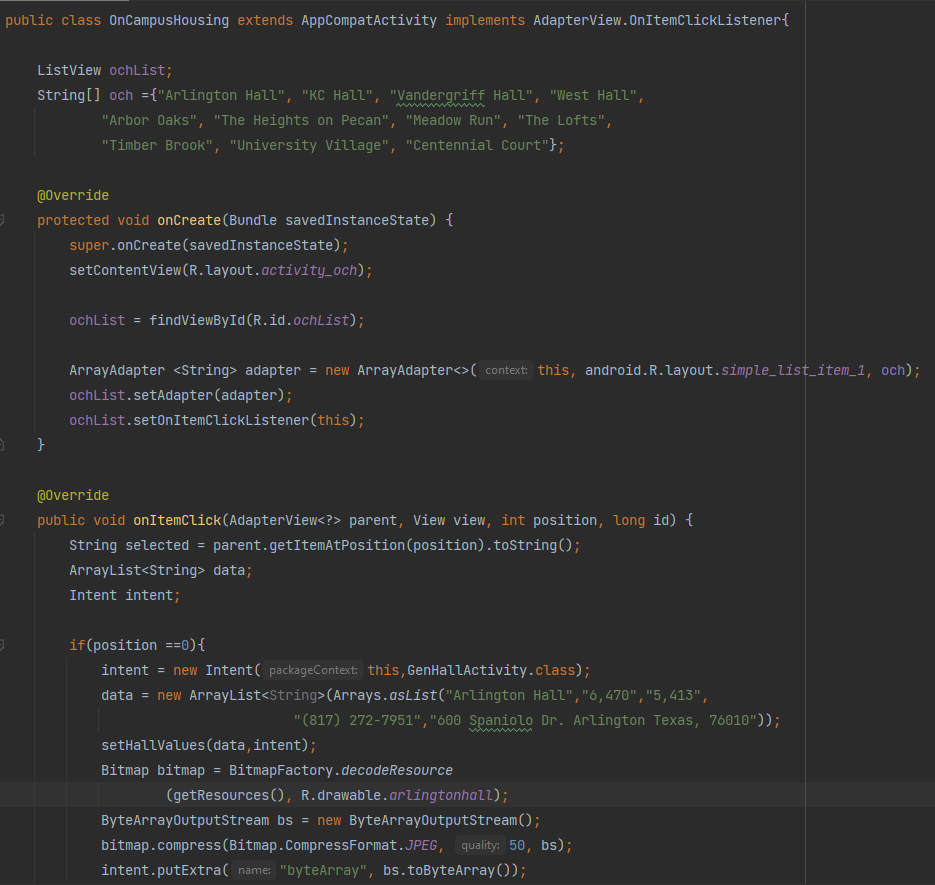 public class OnCampusHousing extends AppCompatActivity implements AdapterView.OnItemClickListener{
ListView ochList;
String[] och ={"Arlington Hall", "KC Hall", "Vandergriff Hall", "West Hall",
"Arbor Oaks", "The Heights on Pecan", "Meadow Run", "The Lofts",
"Timber Brook", "University Village", "Centennial Court"};
@Override
protected void onCreate(Bundle savedInstanceState) {
super.onCreate(savedInstanceState);
setContentView(R.layout.activity_och);
ochList = findViewById(R.id.ochList);
ArrayAdapter <String> adapter = new ArrayAdapter<>( context: this, android.R.layout.simple_list_item_1, och);
ochList.setAdapter(adapter);
ochList.setOnItemClickListener(this);
}
@Override
public void onItemClick(AdapterView<?> parent, View view, int position, long id) {
String selected = parent.getItemAtPosition(position).toString();
ArrayList<String> data;
Intent intent;
if(position ==0){
intent = new Intent( packageContext: this,GenHallActivity.class);
data = new ArrayList<String>(Arrays.asList("Arlington Hall","6,470","5,413",
"(817) 272-7951","600 Spaniolo Dr. Arlington Texas, 76010"));
setHallValues(data,intent);
Bitmap bitmap = BitmapFactory.decodeResource
(getResources(), R.drawable.arlingtonhall);
ByteArrayOutputStream bs = new ByteArrayOutputStream();
bitmap.compress(Bitmap.CompressFormat.JPEG, quality: 50, bs);
intent.putExtra( name: "byteArray", bs.toByteArray());